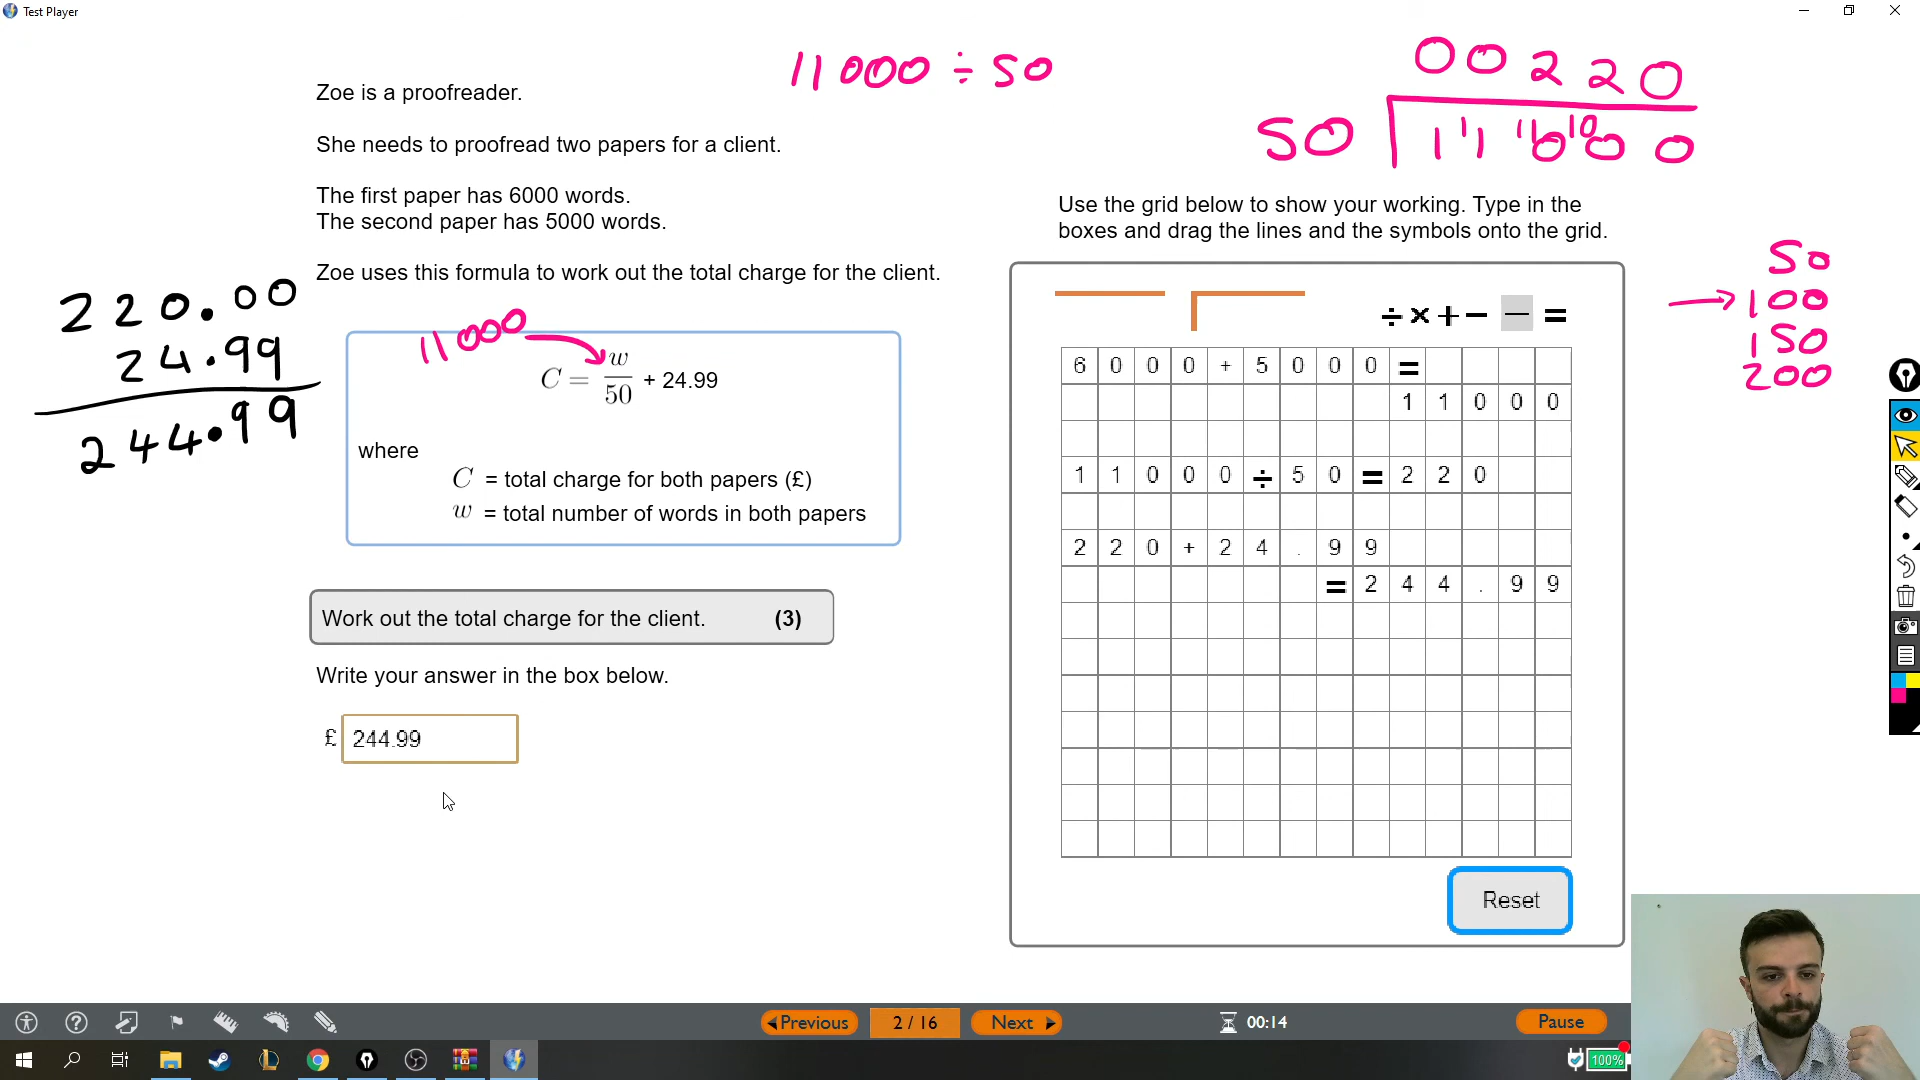 Test Player
11000 ÷ 50
00220
50 11 11 10 0 0 0
Zoe is a proofreader.
She needs to proofread two papers for a client.
The first paper has 6000 words.
The second paper has 5000 words.
Zoe uses this formula to work out the total charge for the client.
220.00
24.99
244.99
11000
C = w/50 + 24.99
where
C = total charge for both papers (£)
w = total number of words in both papers
Work out the total charge for the client. (3)
Write your answer in the box below.
£ 244.99
Use the grid below to show your working. Type in the
boxes and drag the lines and the symbols onto the grid.
÷ × + − — =
6000+5000=
11000
11000÷50=220
220+24.99
=244.99
Reset
50
→100
150
200
Previous 2 / 16 Next 00:14 Pause
100%